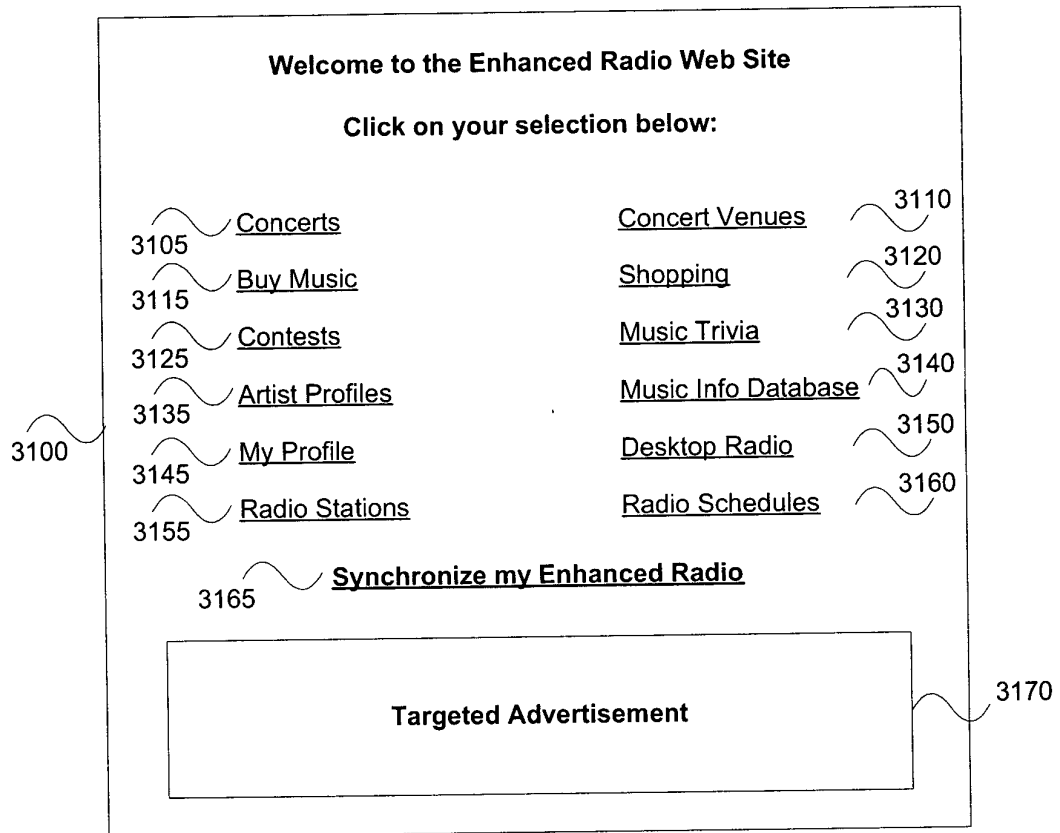 Welcome to the Enhanced Radio Web Site
Click on your selection below:
3105 Concerts
Concert Venues 3110
3115 Buy Music
Shopping 3120
3125 Contests
Music Trivia 3130
3135 Artist Profiles
Music Info Database 3140
3100
3145 My Profile
Desktop Radio 3150
3155 Radio Stations
Radio Schedules 3160
3165 Synchronize my Enhanced Radio
Targeted Advertisement
3170